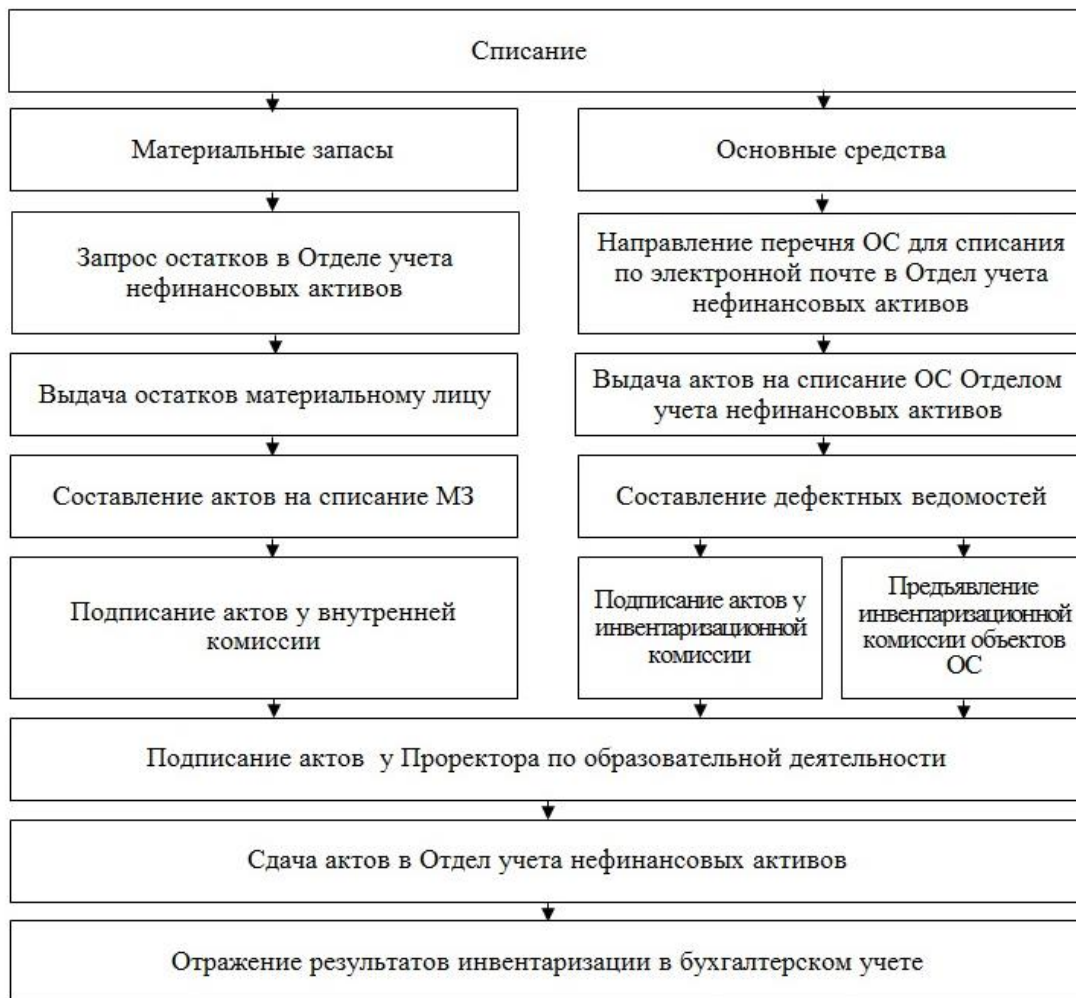 Списание
Материальные запасы
Основные средства
Запрос остатков в Отделе учета
нефинансовых активов
Направление перечня ОС для списания
по электронной почте в Отдел учета
нефинансовых активов
Выдача остатков материальному лицу
Выдача актов на списание ОС Отделом
учета нефинансовых активов
Составление актов на списание МЗ
Составление дефектных ведомостей
Подписание актов у внутренней
комиссии
Подписание актов у
инвентаризационной
комиссии
Предъявление
инвентаризационной
комиссии объектов
ОС
Подписание актов у Проректора по образовательной деятельности
Сдача актов в Отдел учета нефинансовых активов
Отражение результатов инвентаризации в бухгалтерском учете